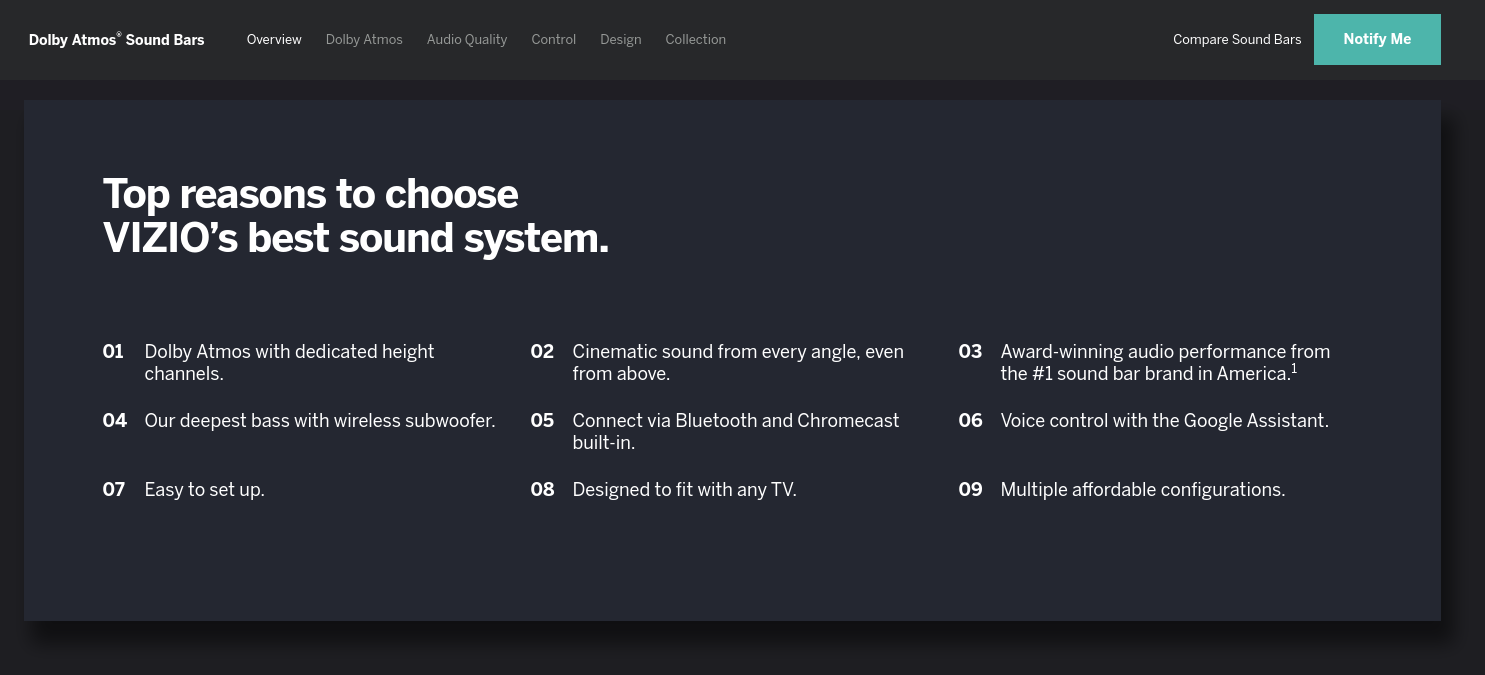 Dolby Atmos® Sound Bars
Overview
Dolby Atmos
Audio Quality
Control
Design
Collection
Compare Sound Bars
Notify Me
Top reasons to choose
VIZIO’s best sound system.
01 Dolby Atmos with dedicated height
channels.
02 Cinematic sound from every angle, even
from above.
03 Award-winning audio performance from
the #1 sound bar brand in America.1
04 Our deepest bass with wireless subwoofer.
05 Connect via Bluetooth and Chromecast
built-in.
06 Voice control with the Google Assistant.
07 Easy to set up.
08 Designed to fit with any TV.
09 Multiple affordable configurations.